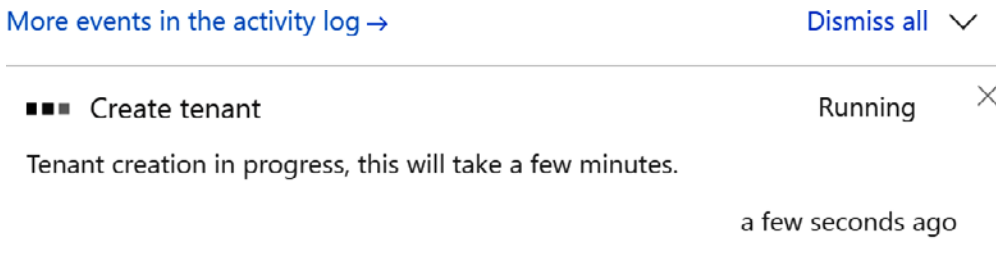 More events in the activity log →
Dismiss all
Create tenant
Running
Tenant creation in progress, this will take a few minutes.
a few seconds ago